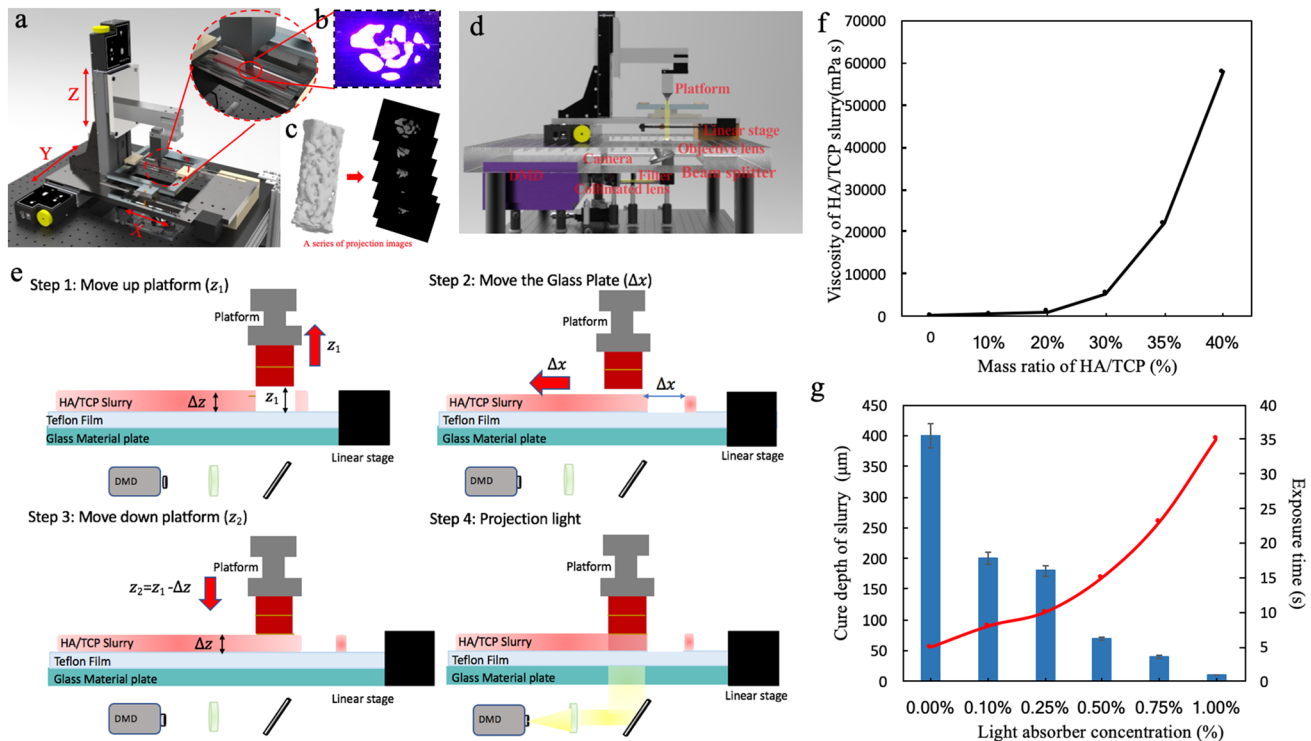 a
Z
Y
X
b
c
A series of projection images
d
Platform
Linear stage
Objective lens
Camera
Beam splitter
DMD
Filter
Collimated lens
e
Step 1: Move up platform (z₁)
Platform
z₁
z₁
HA/TCP Slurry
Δz
Teflon Film
Glass Material plate
Linear stage
DMD
Step 2: Move the Glass Plate (Δx)
Platform
Δx
Δx
HA/TCP Slurry
Teflon Film
Glass Material plate
Linear stage
DMD
Step 3: Move down platform (z₂)
Platform
z₂=z₁ -Δz
HA/TCP Slurry
Δz
Teflon Film
Glass Material plate
Linear stage
DMD
Step 4: Projection light
Platform
HA/TCP Slurry
Teflon Film
Glass Material plate
Linear stage
DMD
f
Viscosity of HA/TCP slurry(mPa s)
70000
60000
50000
40000
30000
20000
10000
0
0 10% 20% 30% 35% 40%
Mass ratio of HA/TCP (%)
g
Cure depth of slurry (μm)
450
400
350
300
250
200
150
100
50
0
40
35
30
25
20
15
10
5
0
Exposure time (s)
0.00% 0.10% 0.25% 0.50% 0.75% 1.00%
Light absorber concentration (%)